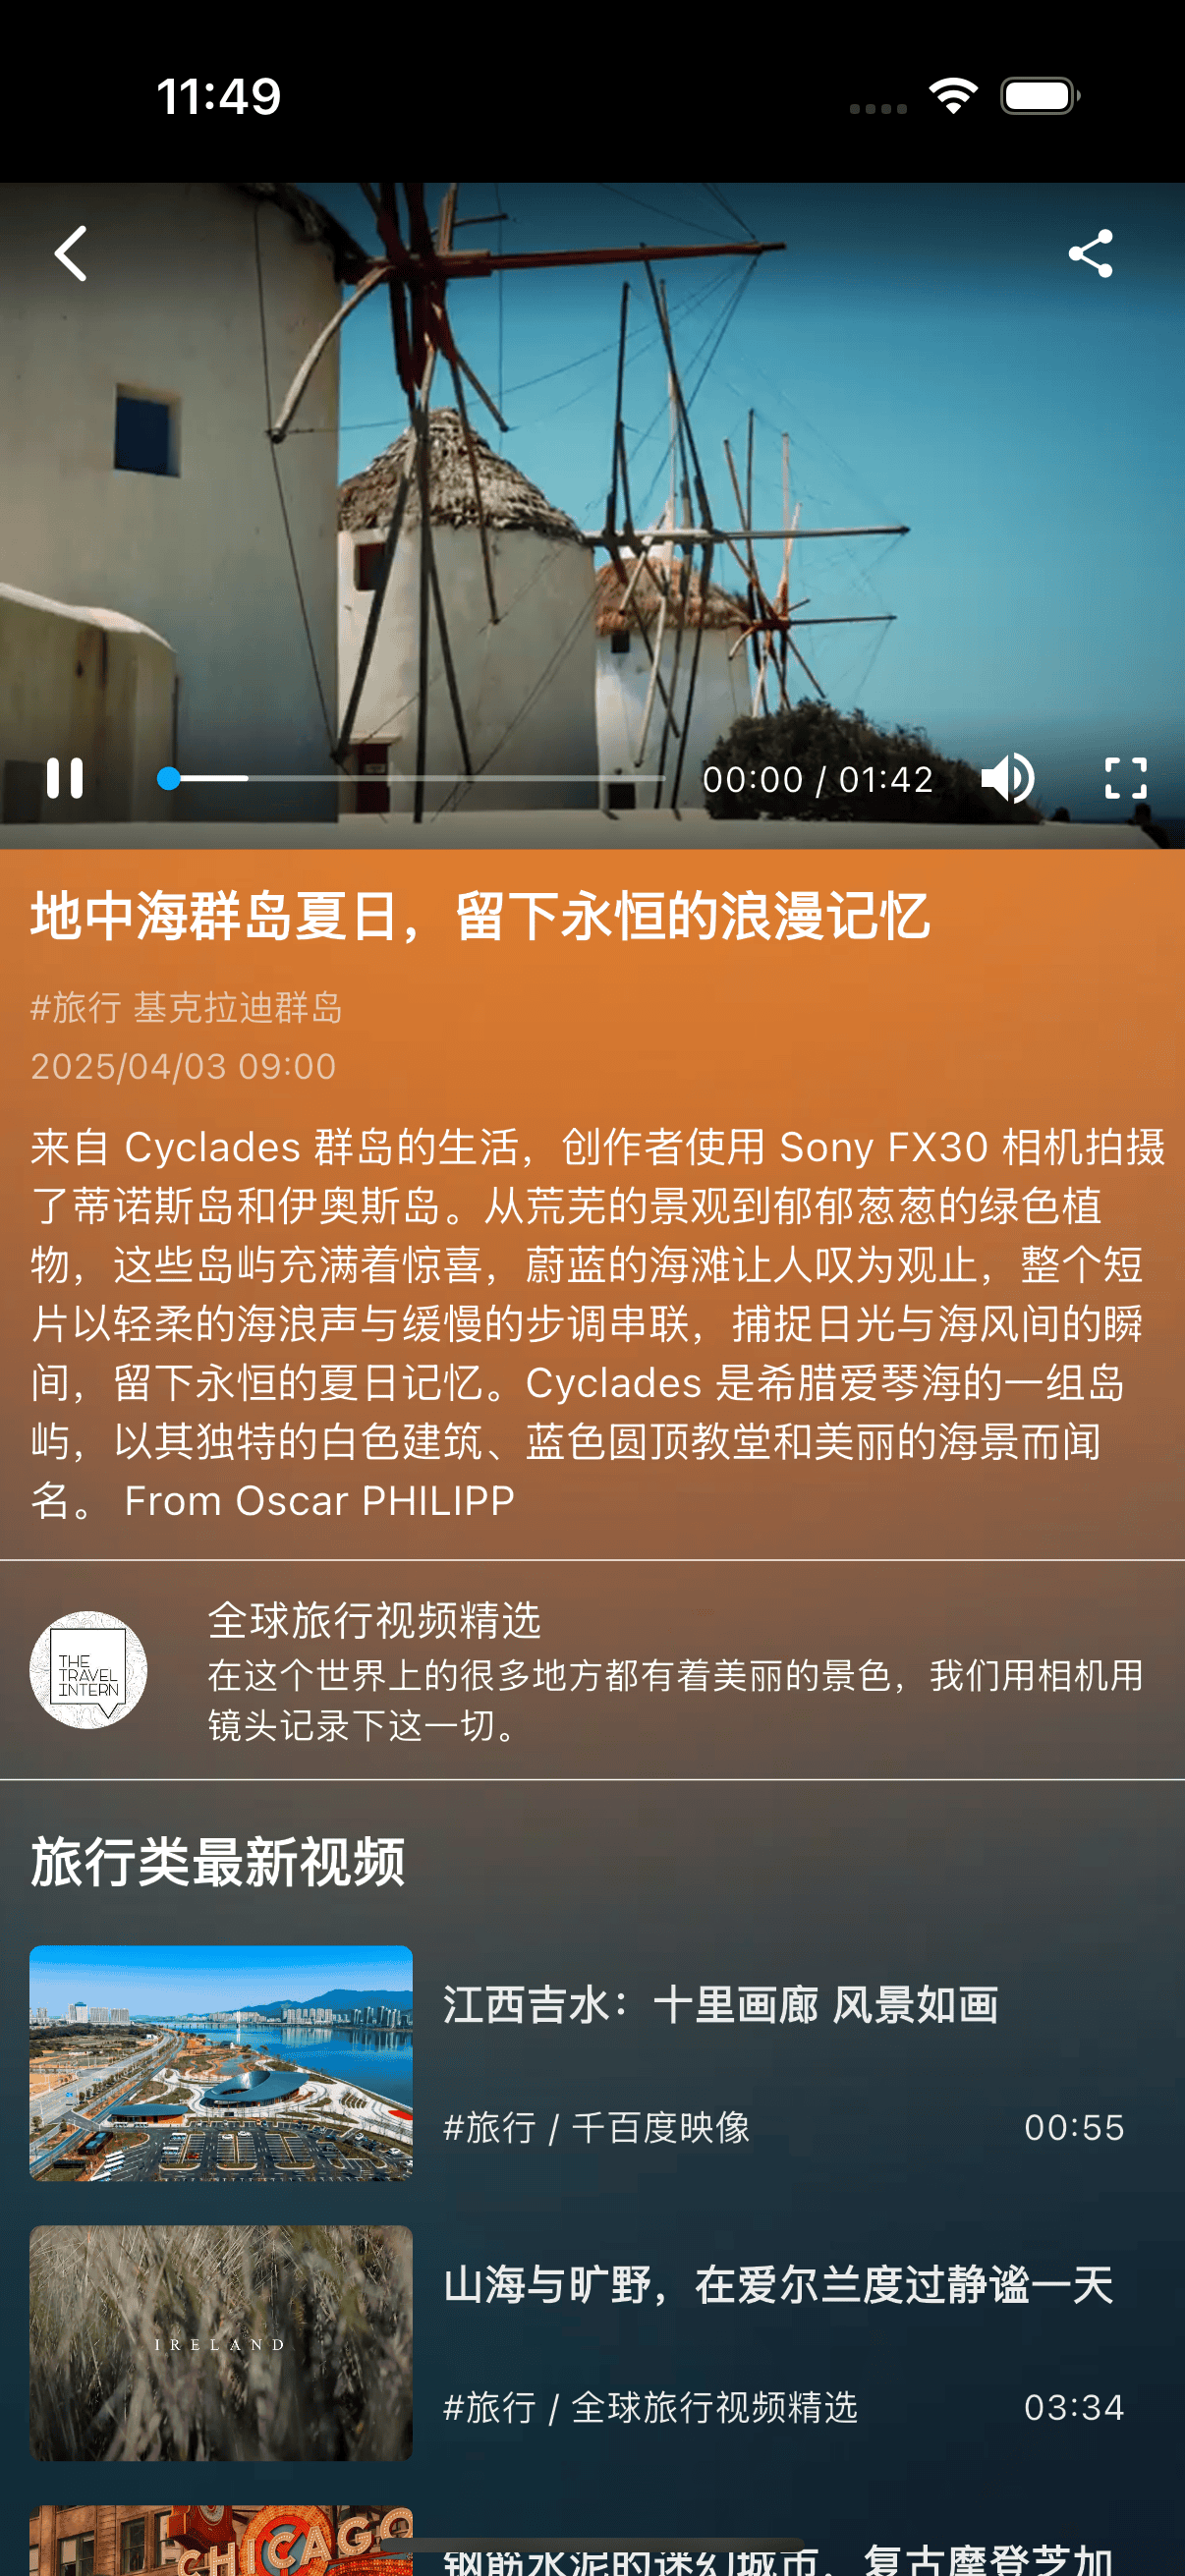 11:49
00:00 / 01:42
地中海群岛夏日，留下永恒的浪漫记忆
#旅行 基克拉迪群岛
2025/04/03 09:00
来自 Cyclades 群岛的生活，创作者使用 Sony FX30 相机拍摄
了蒂诺斯岛和伊奥斯岛。从荒芜的景观到郁郁葱葱的绿色植
物，这些岛屿充满着惊喜，蔚蓝的海滩让人叹为观止，整个短
片以轻柔的海浪声与缓慢的步调串联，捕捉日光与海风间的瞬
间，留下永恒的夏日记忆。Cyclades 是希腊爱琴海的一组岛
屿，以其独特的白色建筑、蓝色圆顶教堂和美丽的海景而闻
名。 From Oscar PHILIPP
THE
TRAVEL
INTERN
全球旅行视频精选
在这个世界上的很多地方都有着美丽的景色，我们用相机用
镜头记录下这一切。
旅行类最新视频
江西吉水：十里画廊 风景如画
#旅行 / 千百度映像
00:55
IRELAND
山海与旷野，在爱尔兰度过静谧一天
#旅行 / 全球旅行视频精选
03:34
CHICAGO
钢筋水泥的迷幻城市，复古摩登芝加